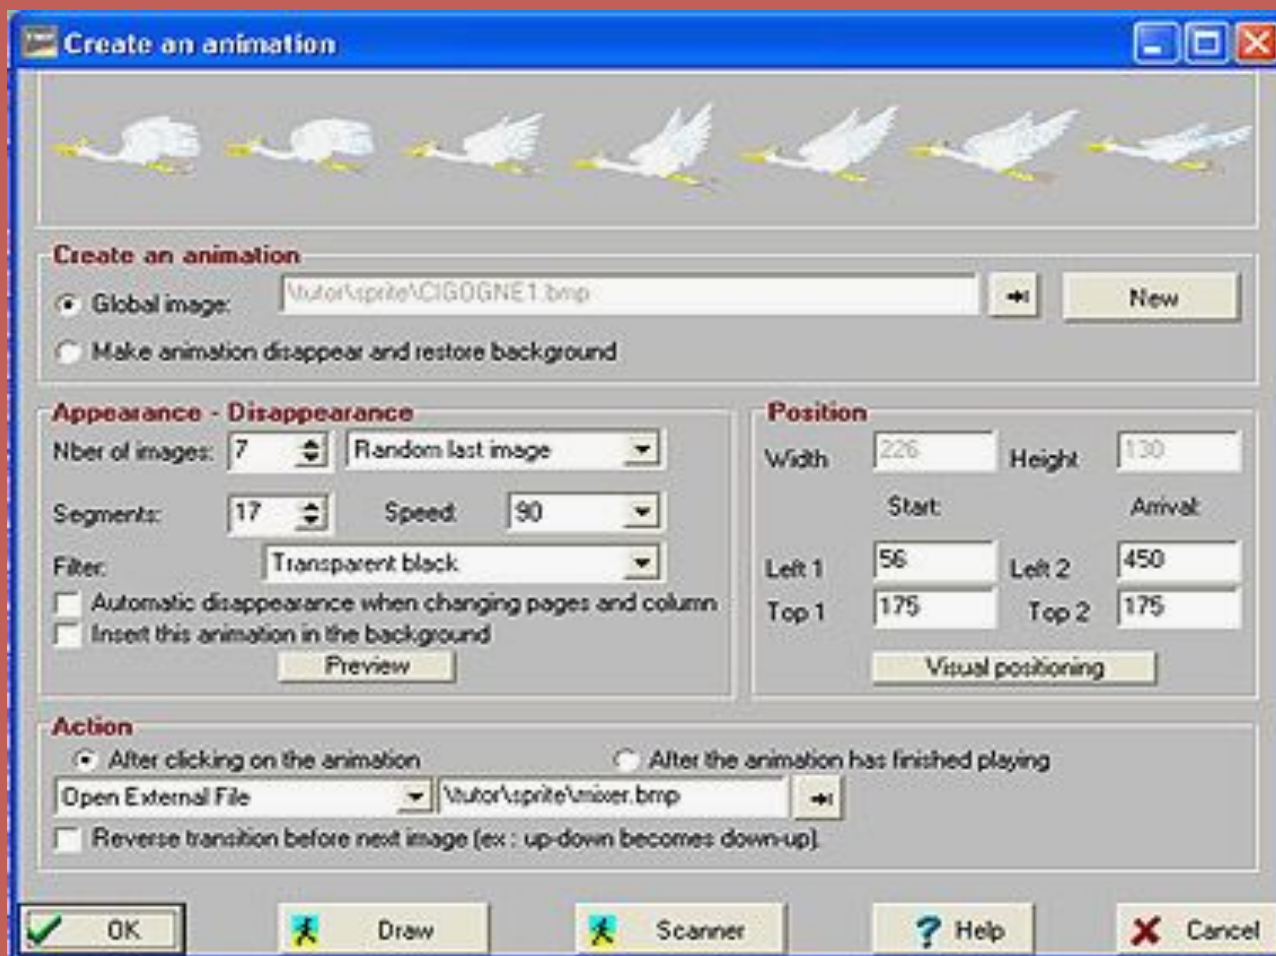 Create an animation
Create an animation
Global image: \tutor\sprite\CIGOGNE1.bmp New
Make animation disappear and restore background
Appearance - Disappearance
Nber of images: 7 Random last image
Segments: 17 Speed: 90
Filter: Transparent black
Automatic disappearance when changing pages and column
Insert this animation in the background
Preview
Position
Width 226 Height 130
Start: Arrival:
Left 1 56 Left 2 450
Top 1 175 Top 2 175
Visual positioning
Action
After clicking on the animation After the animation has finished playing
Open External File \tutor\sprite\mixer.bmp
Reverse transition before next image (ex : up-down becomes down-up).
OK Draw Scanner Help Cancel